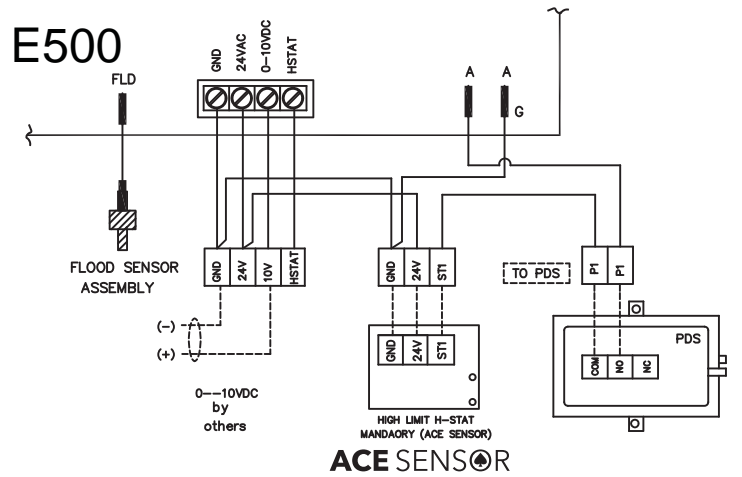 E500
FLD
GND
24VAC
0-10VDC
HSTAT
A
A
G
FLOOD SENSOR
ASSEMBLY
GND
24V
10V
HSTAT
GND
24V
ST1
TO PDS
P1
P1
(-)
(+)
0--10VDC
by
others
GND
24V
ST1
HIGH LIMIT H-STAT
MANDAORY (ACE SENSOR)
PDS
COM
NO
NC
ACE SENSOR